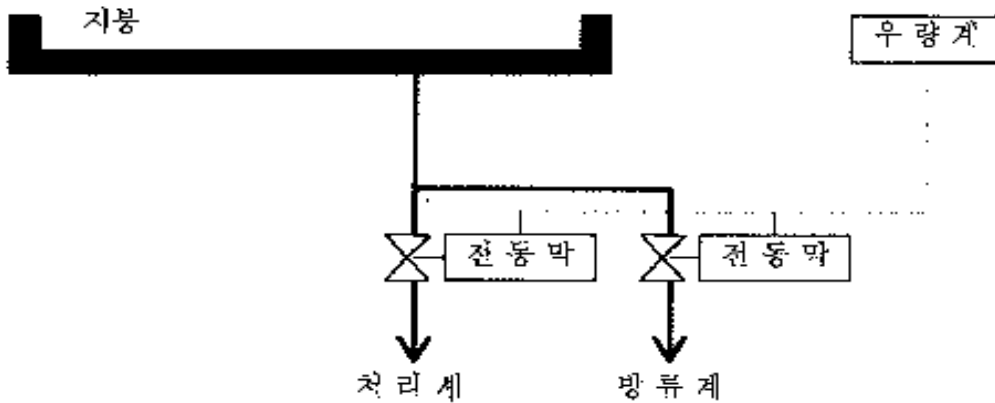 지붕
우 량 계
전 동 막
전 동 막
처 리 계
방 류 계